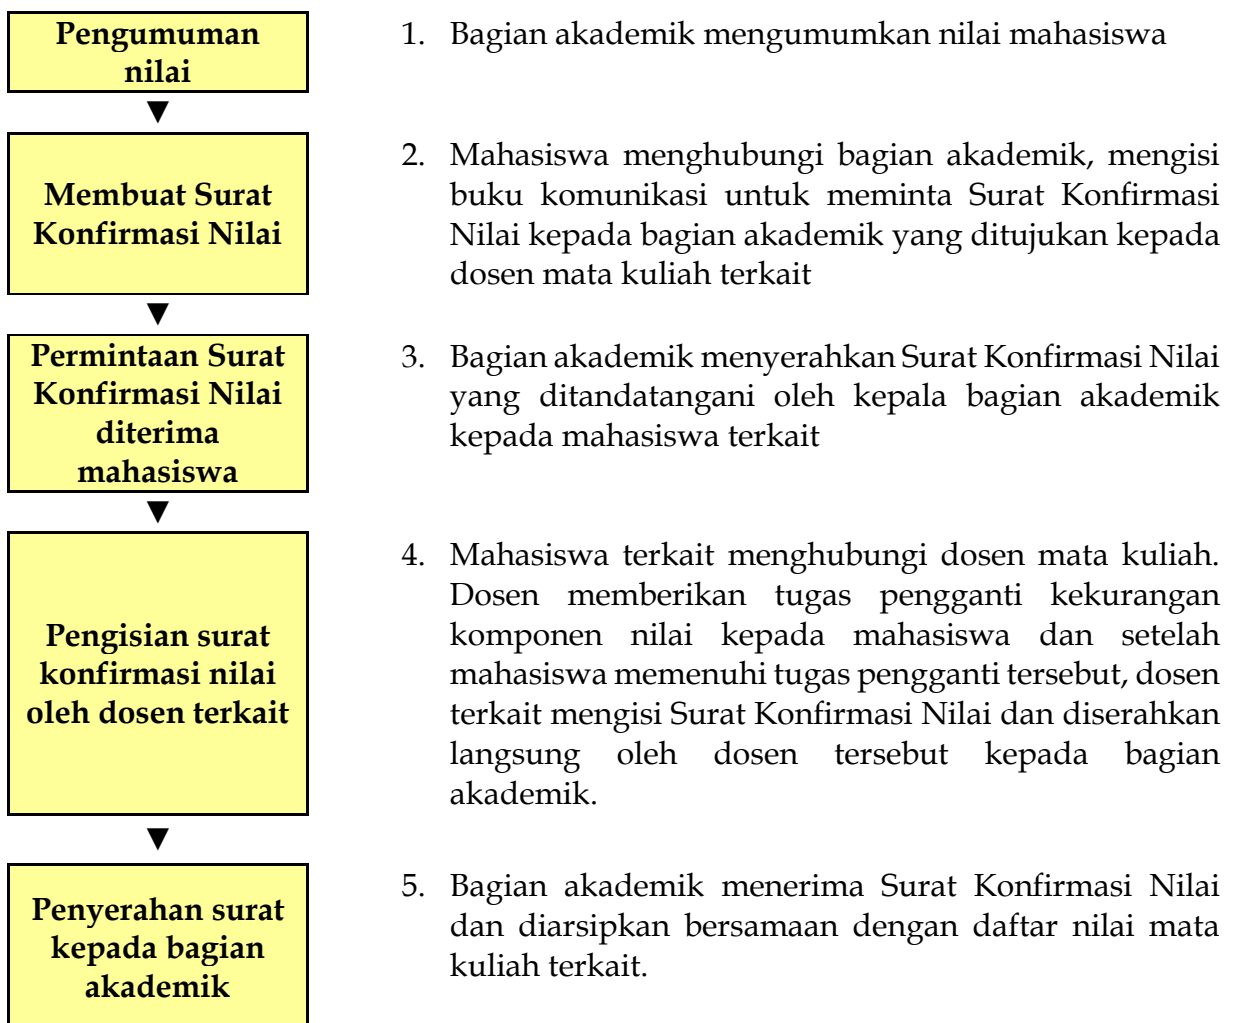 Pengumuman
nilai
1. Bagian akademik mengumumkan nilai mahasiswa
▼
Membuat Surat
Konfirmasi Nilai
2. Mahasiswa menghubungi bagian akademik, mengisi
buku komunikasi untuk meminta Surat Konfirmasi
Nilai kepada bagian akademik yang ditujukan kepada
dosen mata kuliah terkait
▼
Permintaan Surat
Konfirmasi Nilai
diterima
mahasiswa
3. Bagian akademik menyerahkan Surat Konfirmasi Nilai
yang ditandatangani oleh kepala bagian akademik
kepada mahasiswa terkait
▼
Pengisian surat
konfirmasi nilai
oleh dosen terkait
4. Mahasiswa terkait menghubungi dosen mata kuliah.
Dosen memberikan tugas pengganti kekurangan
komponen nilai kepada mahasiswa dan setelah
mahasiswa memenuhi tugas pengganti tersebut, dosen
terkait mengisi Surat Konfirmasi Nilai dan diserahkan
langsung oleh dosen tersebut kepada bagian
akademik.
▼
Penyerahan surat
kepada bagian
akademik
5. Bagian akademik menerima Surat Konfirmasi Nilai
dan diarsipkan bersamaan dengan daftar nilai mata
kuliah terkait.